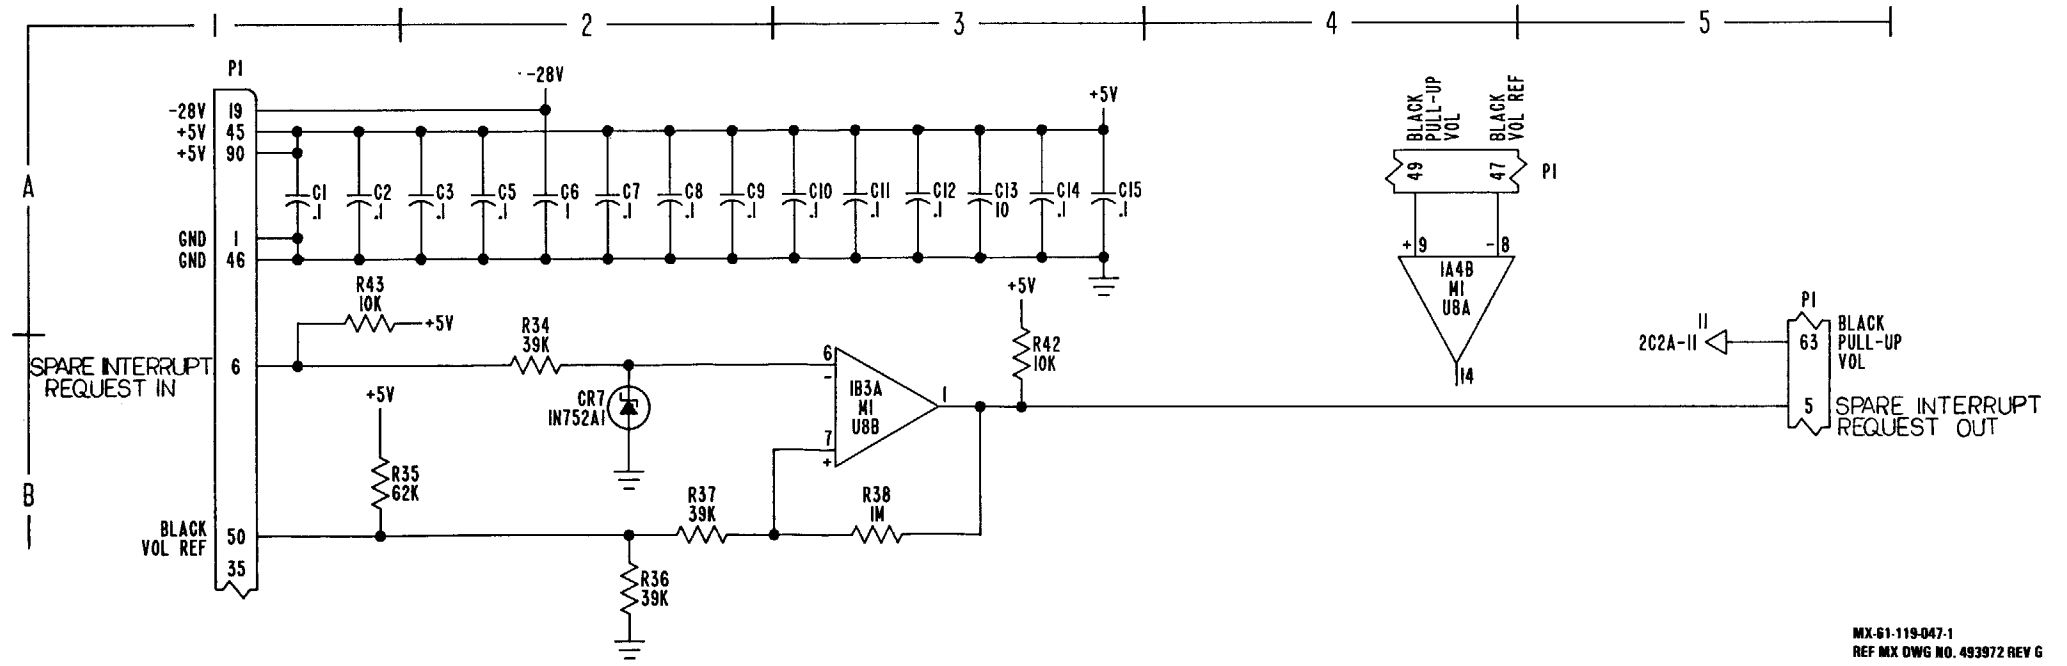 1 2 3 4 5
A
B
P1
-28V 19
+5V 45
+5V 90
GND 1
GND 46
-28V
+5V
C1 .1
C2 .1
C3 .1
C5 .1
C6 1
C7 .1
C8 .1
C9 .1
C10 .1
C11 .1
C12 .1
C13 10
C14 .1
C15 .1
BLACK
PULL-UP
VOL
BLACK
VOL REF
49 47 P1
+ 9 - 8
1A4B
M1
U8A
14
R43
10K
+5V
SPARE INTERRUPT
REQUEST IN
6
R34
39K
CR7
1N752A1
+5V
R35
62K
BLACK
VOL REF
50
35
R37
39K
R36
39K
6
-
7
+
1B3A
M1
U8B
1
R38
1M
+5V
R42
10K
P1
11
2C2A-11
63
BLACK
PULL-UP
VOL
5
SPARE INTERRUPT
REQUEST OUT
MX-61-119-047-1
REF MX DWG NO. 493972 REV G